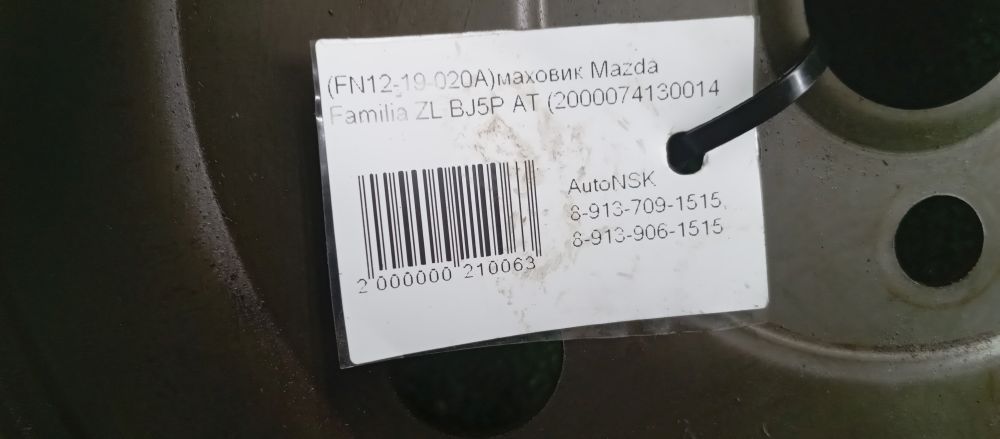 (FN12-19-020A)маховик Mazda
Familia ZL BJ5P AT (2000074130014
AutoNSK
8-913-709-1515,
8-913-906-1515
2 000000 210063